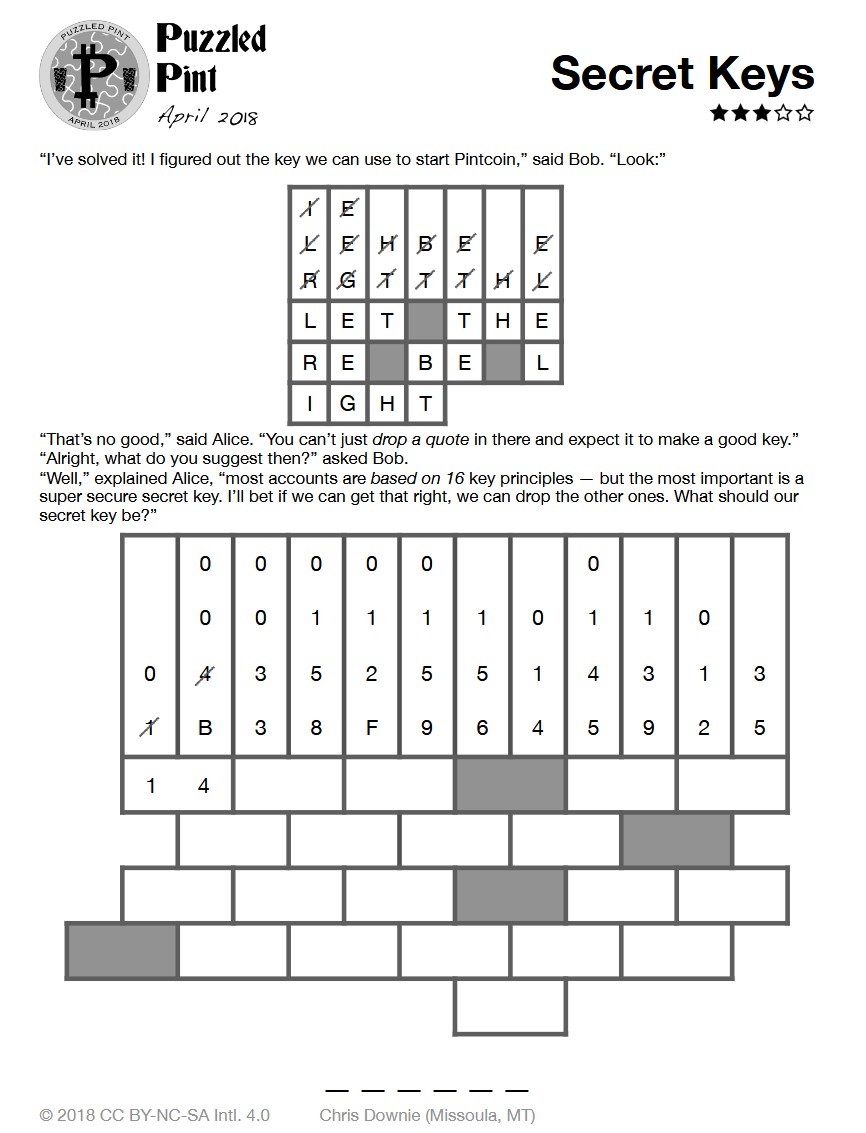 PUZZLED PINT
APRIL 2018
Puzzled
Pint
April 2018
Secret Keys
“I’ve solved it! I figured out the key we can use to start Pintcoin,” said Bob. “Look:”
I E
L E H B E E
R G T T T H L
L E T T H E
R E B E L
I G H T
“That’s no good,” said Alice. “You can’t just drop a quote in there and expect it to make a good key.”
“Alright, what do you suggest then?” asked Bob.
“Well,” explained Alice, “most accounts are based on 16 key principles — but the most important is a
super secure secret key. I’ll bet if we can get that right, we can drop the other ones. What should our
secret key be?”
0 0 0 0 0 0
0 0 1 1 1 1 0 1 1 0
0 4 3 5 2 5 5 1 4 3 1 3
1 B 3 8 F 9 6 4 5 9 2 5
1 4
© 2018 CC BY-NC-SA Intl. 4.0 Chris Downie (Missoula, MT)